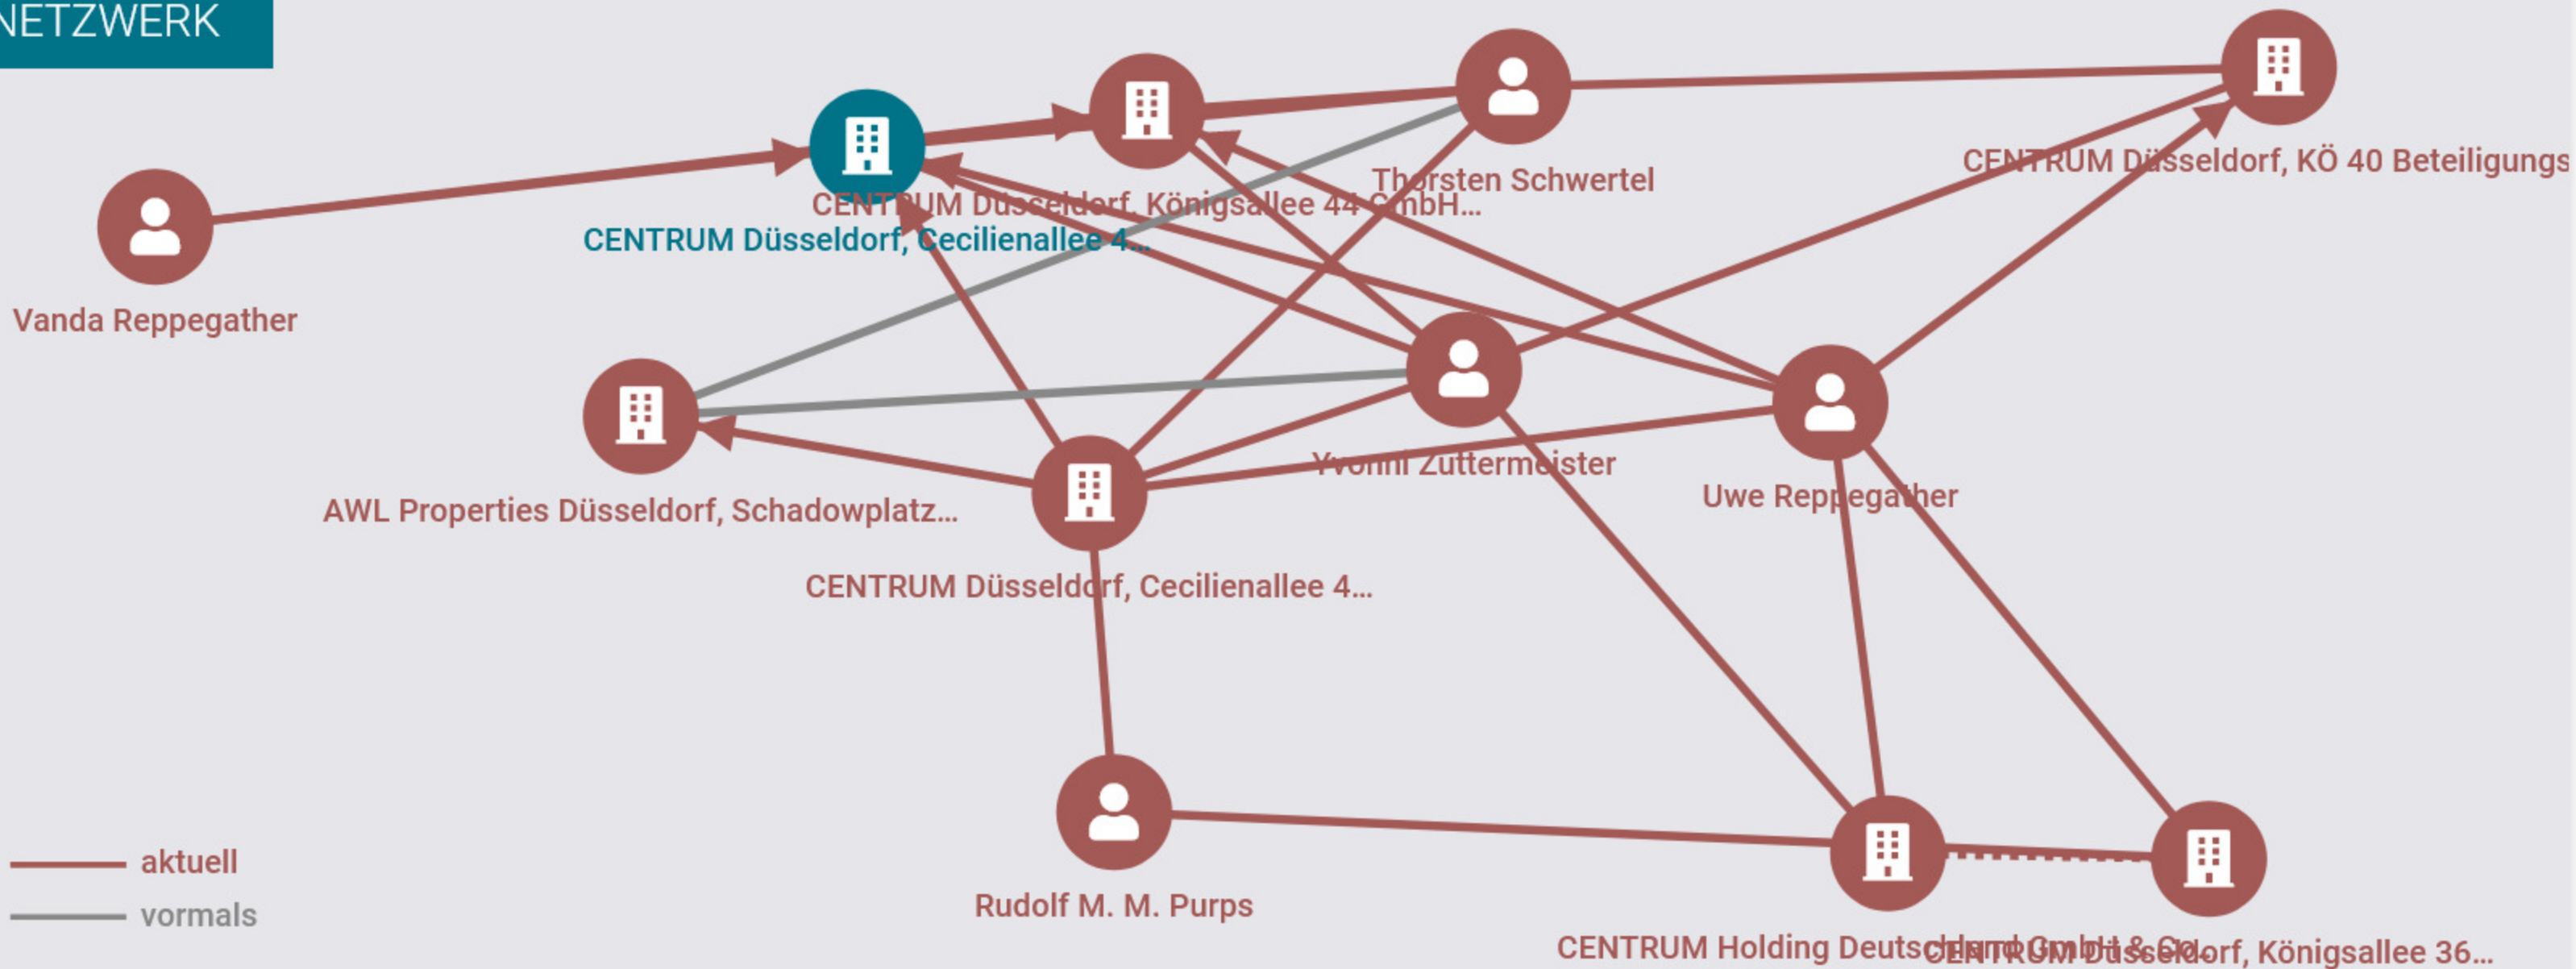 NETZWERK
Thorsten Schwertel
CENTRUM Düsseldorf, KÖ 40 Beteiligungs
CENTRUM Düsseldorf, Königsallee 44 GmbH...
CENTRUM Düsseldorf, Cecilienallee 4...
Vanda Reppegather
Yvonni Zuttermeister
Uwe Reppegather
AWL Properties Düsseldorf, Schadowplatz...
CENTRUM Düsseldorf, Cecilienallee 4...
aktuell
vormals
Rudolf M. M. Purps
CENTRUM Holding Deutschland GmbH & Co.
CENTRUM Düsseldorf, Königsallee 36...